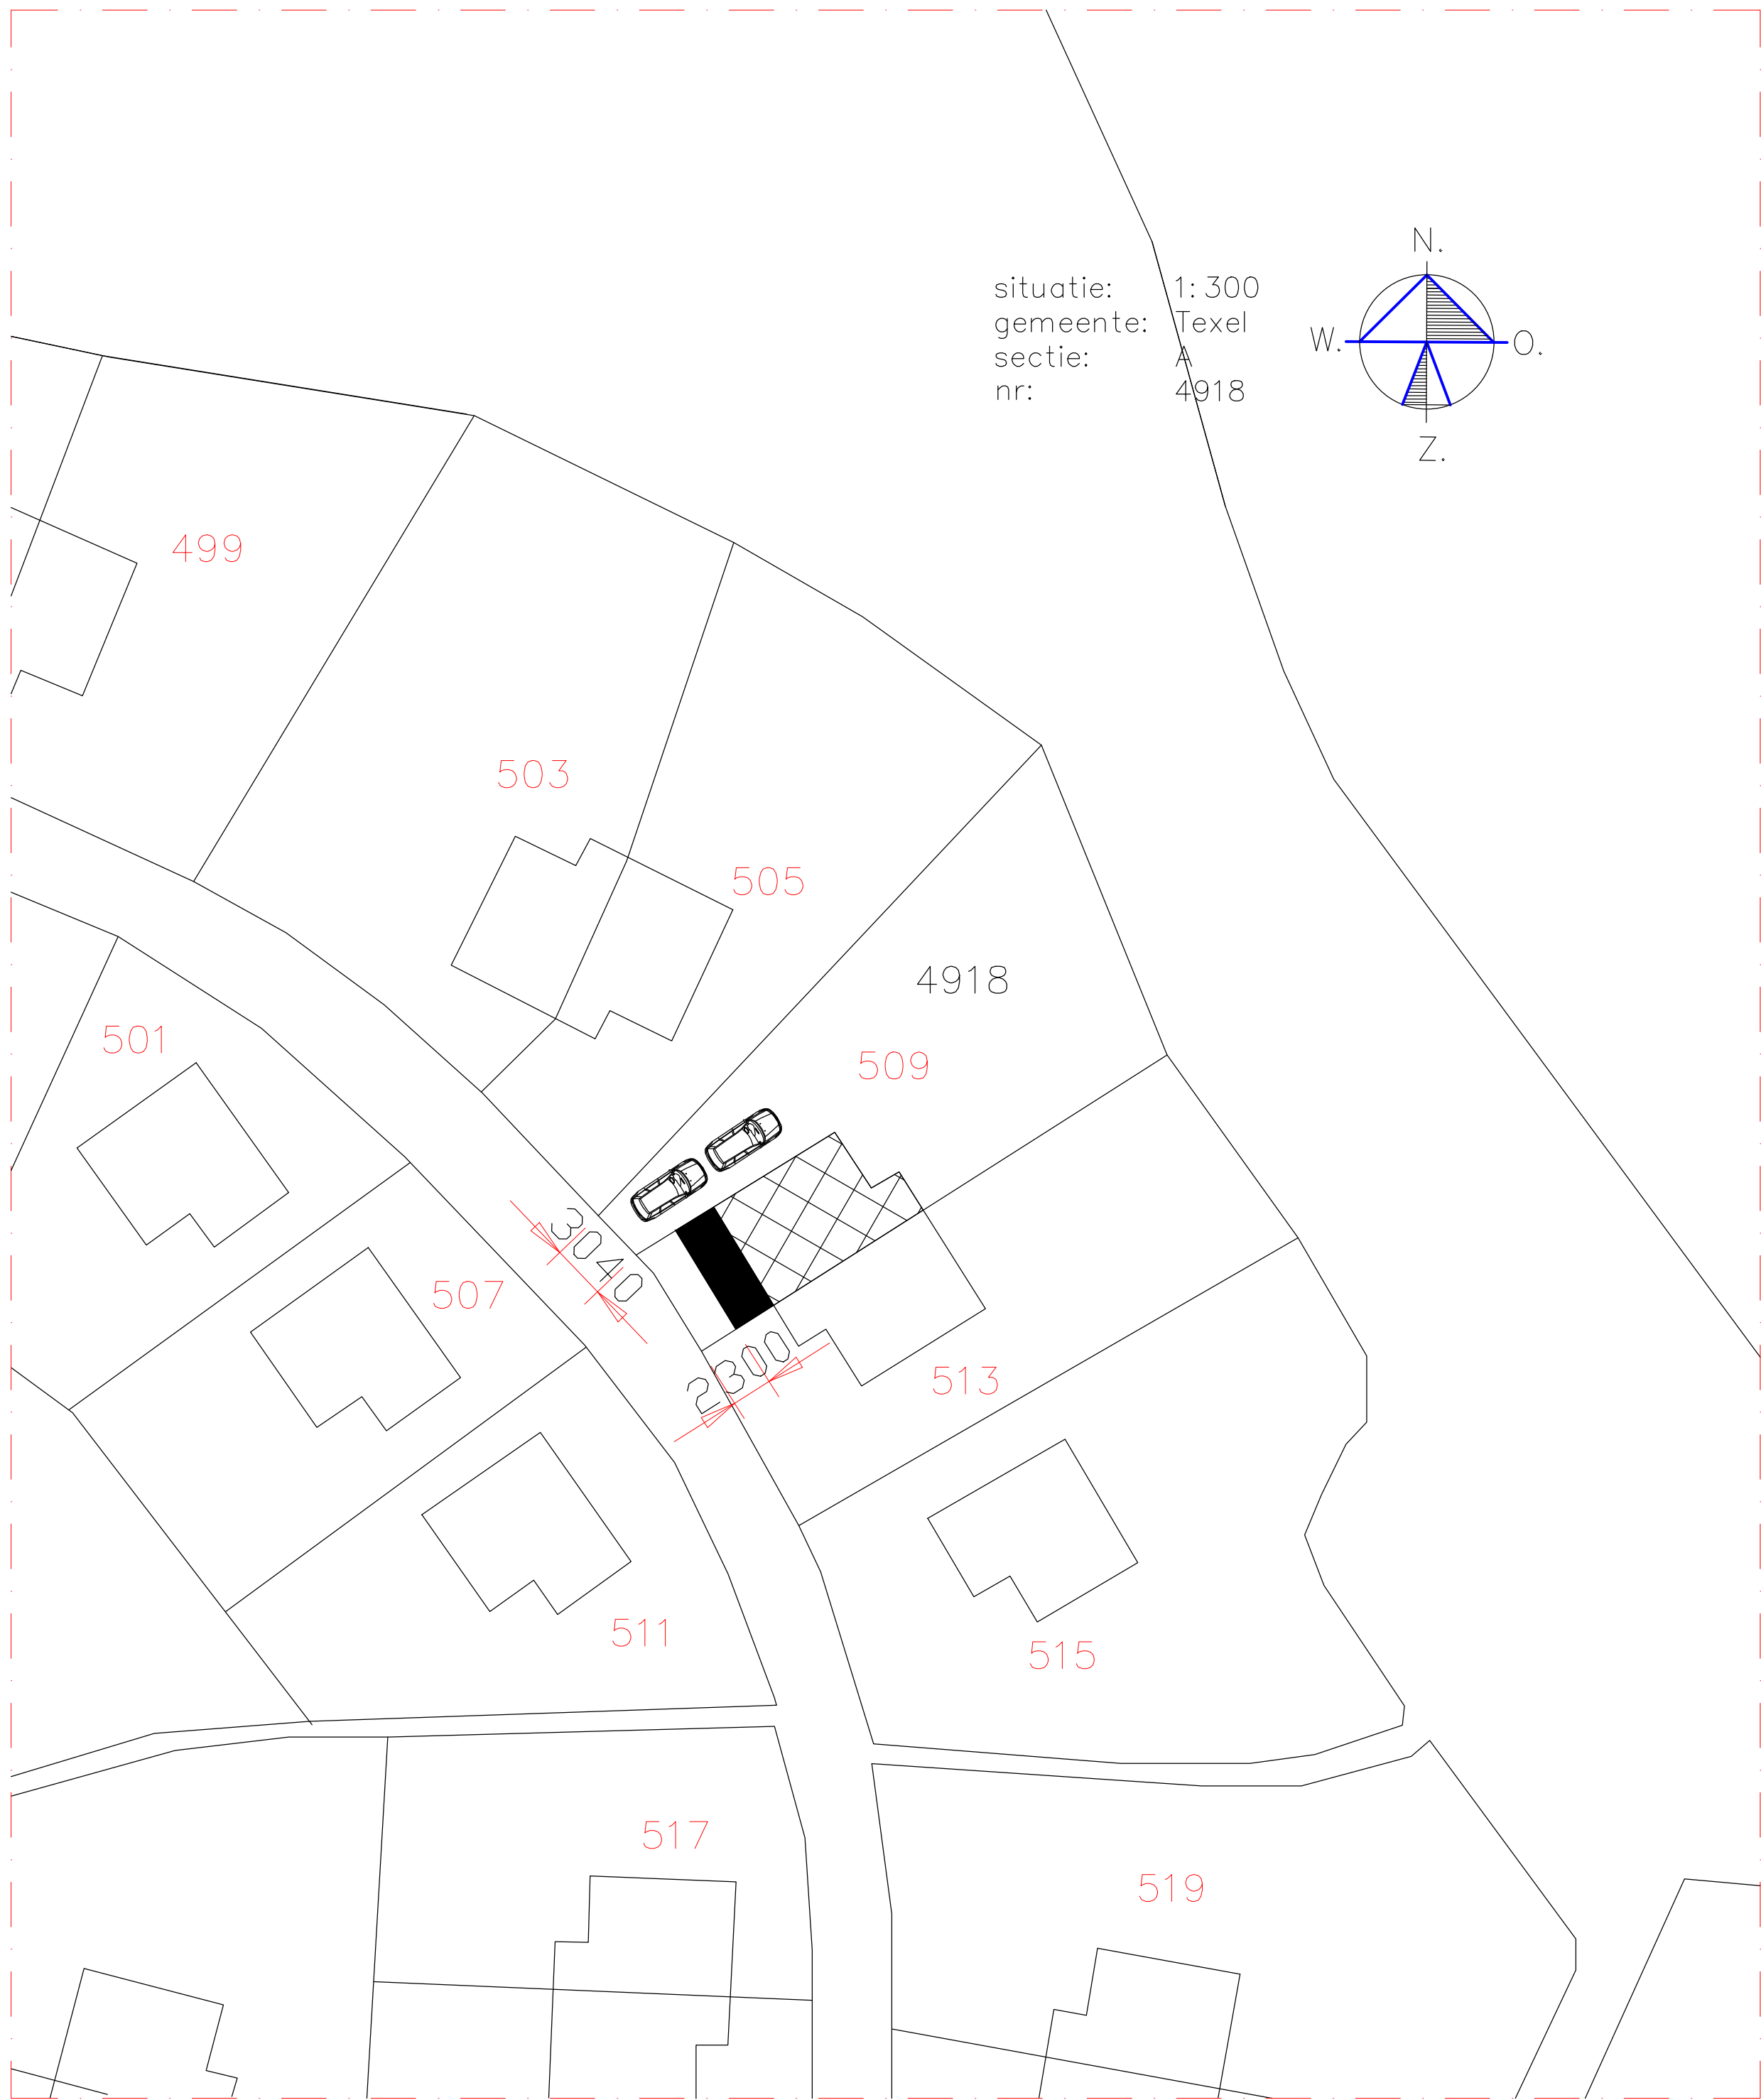 N.
situatie: 1:300
gemeente: Texel
sectie: A
nr: 4918
W. O.
Z.
499
503
505
4918
501
509
3040
507
2300
513
511
515
517
519